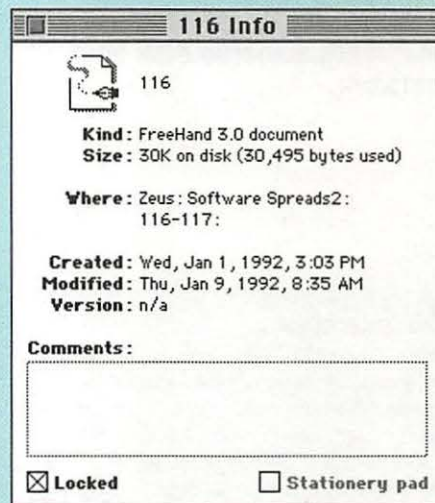 116 Info
116
Kind: FreeHand 3.0 document
Size: 30K on disk (30,495 bytes used)
Where: Zeus: Software Spreads2:
116-117:
Created: Wed, Jan 1, 1992, 3:03 PM
Modified: Thu, Jan 9, 1992, 8:35 AM
Version: n/a
Comments:
Locked
Stationery pad